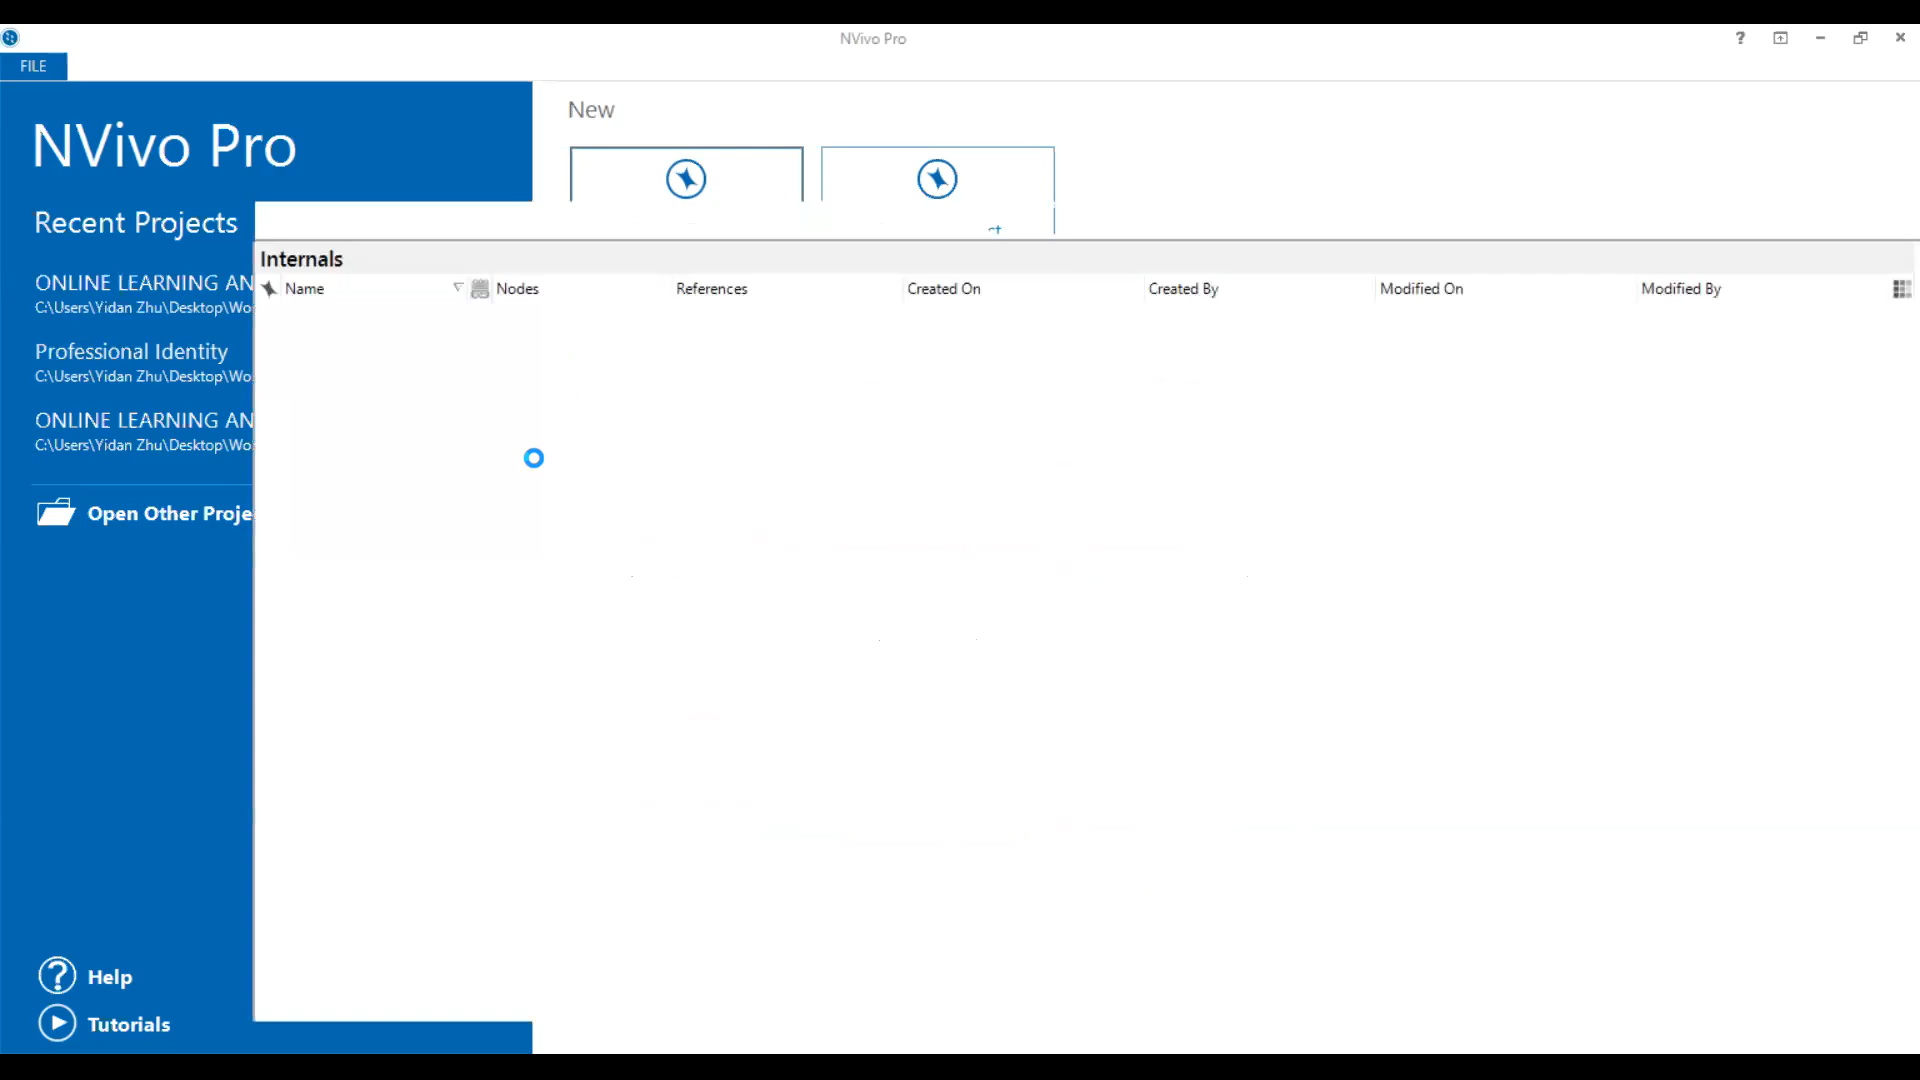 NVivo Pro
FILE
New
NVivo Pro
Recent Projects
Internals
Name Nodes References Created On Created By Modified On Modified By
ONLINE LEARNING AN
C:\Users\Yidan Zhu\Desktop\Wo
Professional Identity
C:\Users\Yidan Zhu\Desktop\Wo
ONLINE LEARNING AN
C:\Users\Yidan Zhu\Desktop\Wo
Open Other Proje
Help
Tutorials